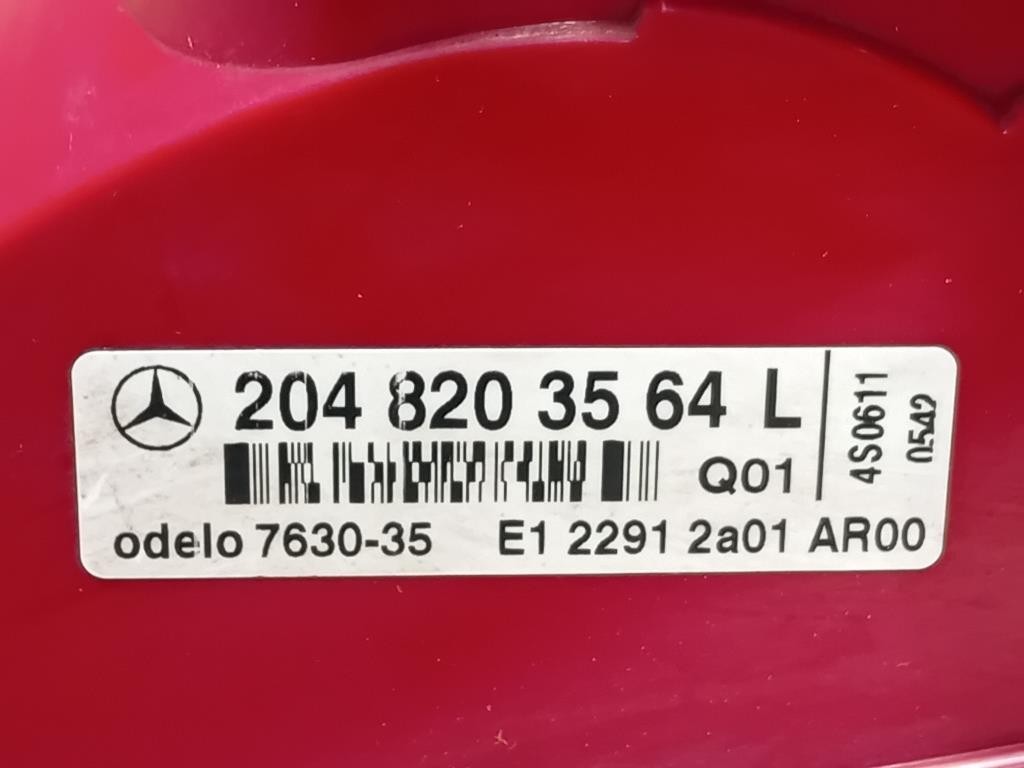 204 820 35 64 L
Q01
odelo 7630-35 E1 2291 2a01 AR00
4S0611
0542